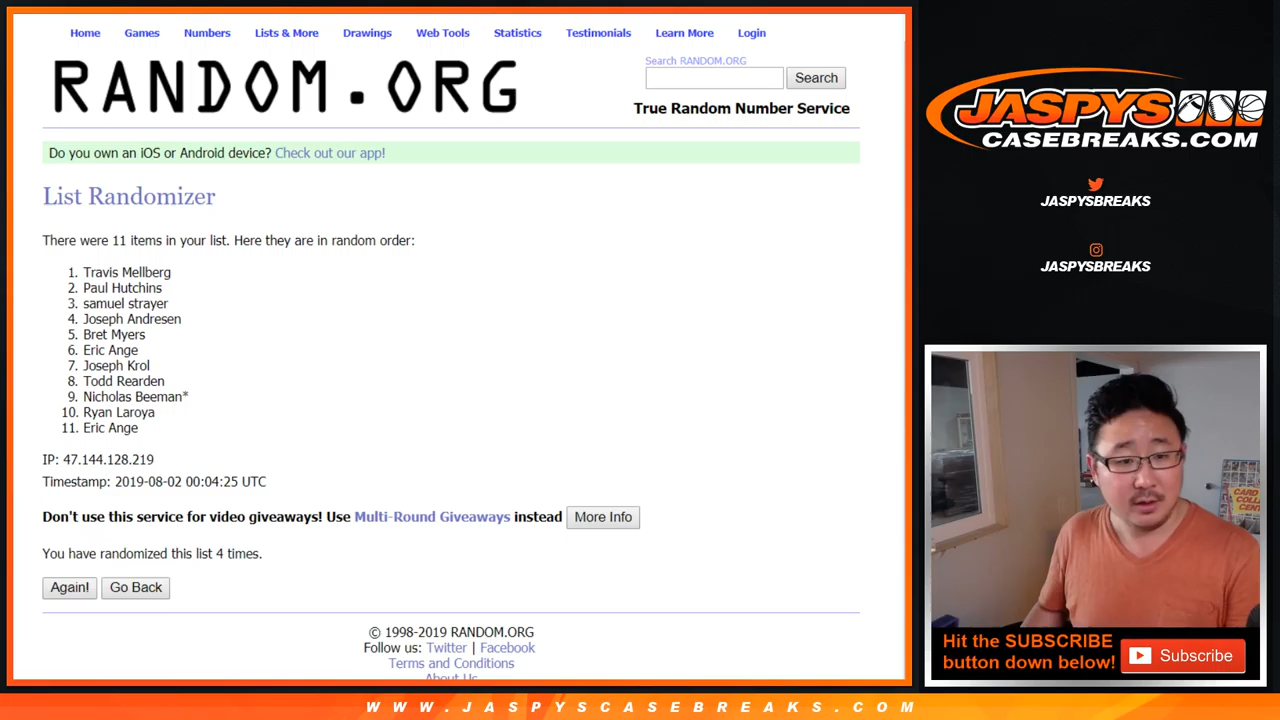 Home Games Numbers Lists & More Drawings Web Tools Statistics Testimonials Learn More Login
RANDOM.ORG
Search RANDOM.ORG
Search
True Random Number Service
Do you own an iOS or Android device? Check out our app!
List Randomizer
There were 11 items in your list. Here they are in random order:
1. Travis Mellberg
2. Paul Hutchins
3. samuel strayer
4. Joseph Andresen
5. Bret Myers
6. Eric Ange
7. Joseph Krol
8. Todd Rearden
9. Nicholas Beeman*
10. Ryan Laroya
11. Eric Ange
IP: 47.144.128.219
Timestamp: 2019-08-02 00:04:25 UTC
Don't use this service for video giveaways! Use Multi-Round Giveaways instead More Info
You have randomized this list 4 times.
Again! Go Back
© 1998-2019 RANDOM.ORG
Follow us: Twitter | Facebook
Terms and Conditions
About Us
JASPYS
CASEBREAKS.COM
JASPYSBREAKS
JASPYSBREAKS
CARD
Hit the SUBSCRIBE
button down below!
Subscribe
WWW.JASPYSCASEBREAKS.COM